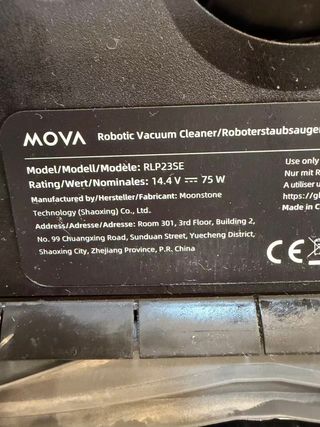 MOVA Robotic Vacuum Cleaner/Roboterstaubsauger
Model/Modell/Modèle: RLP23SE
Rating/Wert/Nominales: 14.4 V⎓ 75 W
Manufactured by/Hersteller/Fabricant: Moonstone
Technology (Shaoxing) Co., Ltd.
Address/Adresse/Adresse: Room 301, 3rd Floor, Building 2,
No. 99 Chuangxing Road, Sunduan Street, Yuecheng District,
Shaoxing City, Zhejiang Province, P.R. China
Use only
Nur mit
A utiliser
Made in
CE